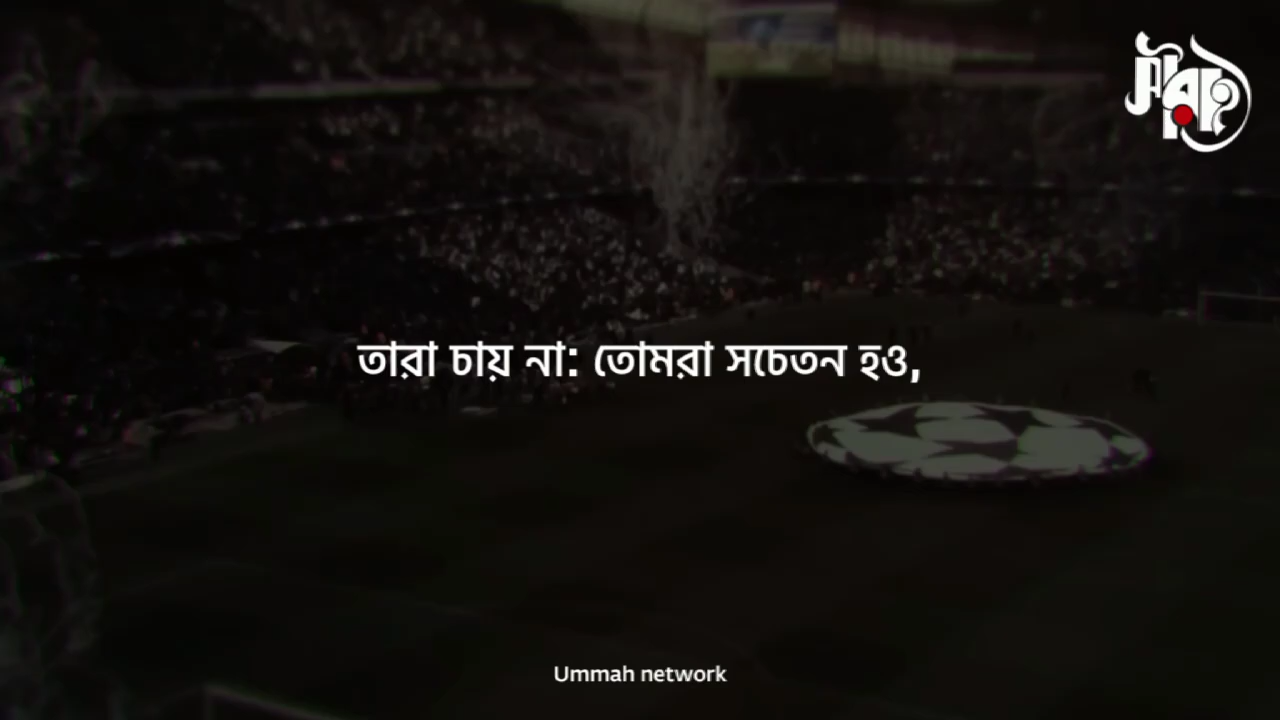 তারা চায় না: তোমরা সচেতন হও,
Ummah network